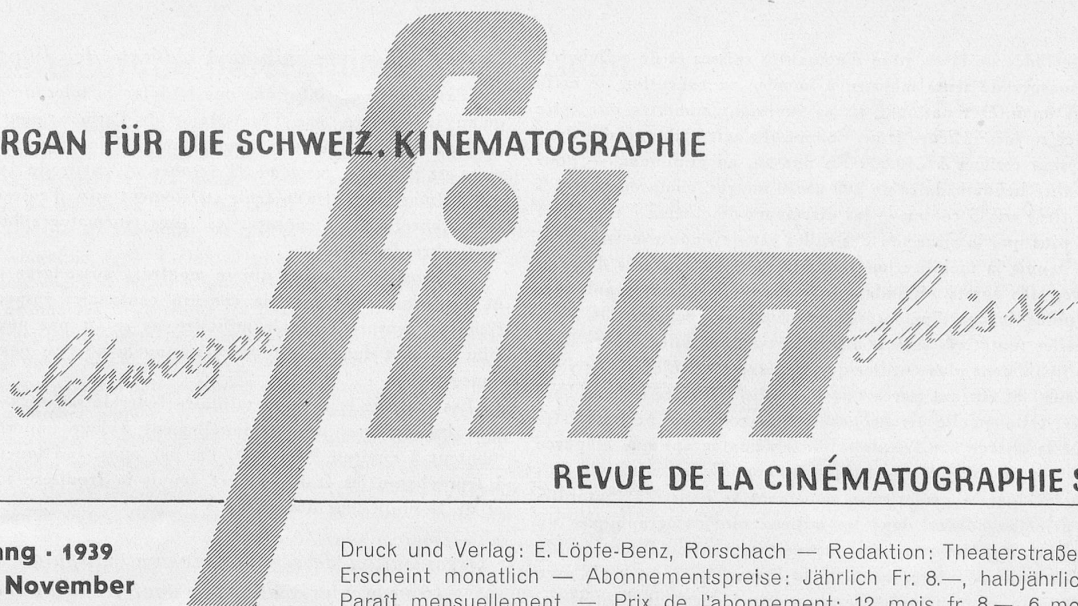 RGAN FÜR DIE SCHWEIZ. KINEMATOGRAPHIE
Schweizer film Suisse
REVUE DE LA CINÉMATOGRAPHIE S
ang · 1939
November
Druck und Verlag: E. Löpfe-Benz, Rorschach — Redaktion: Theaterstraße
Erscheint monatlich — Abonnementspreise: Jährlich Fr. 8.—, halbjährlic
Paraît mensuellement — Prix de l'abonnement: 12 mois fr. 8.—, 6 mo